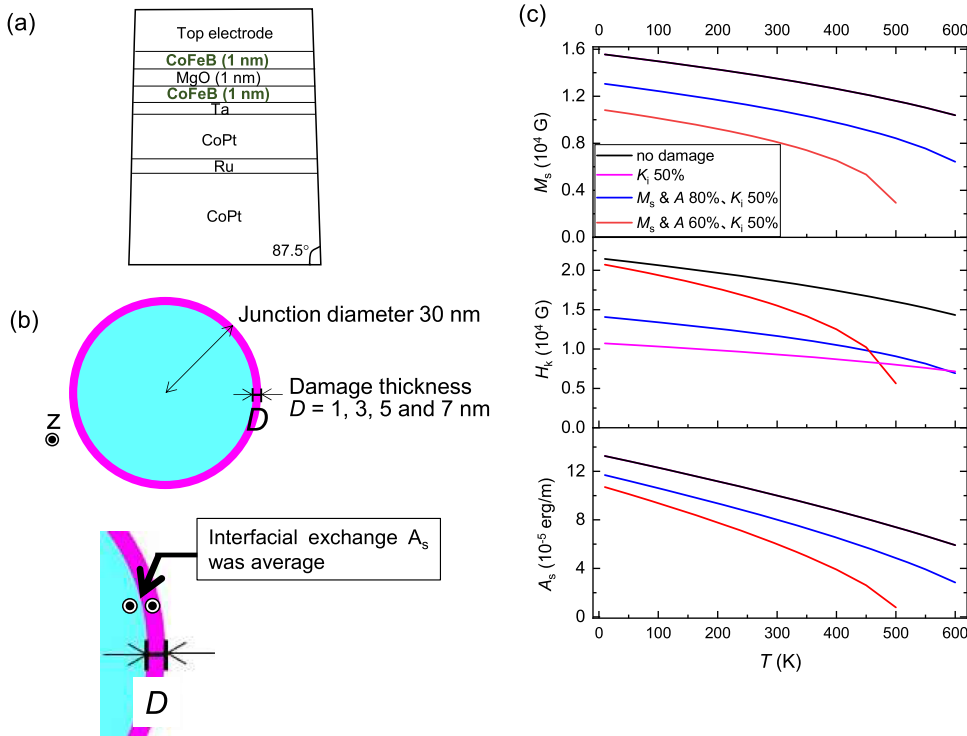 (a)
Top electrode
CoFeB (1 nm)
MgO (1 nm)
CoFeB (1 nm)
Ta
CoPt
Ru
CoPt
87.5°
(b)
Junction diameter 30 nm
Damage thickness
D = 1, 3, 5 and 7 nm
D
z
Interfacial exchange As
was average
D
(c)
0 100 200 300 400 500 600
1.6
1.2
0.8
0.4
0.0
Ms (10⁴ G)
no damage
Ki 50%
Ms & A 80%、Ki 50%
Ms & A 60%、Ki 50%
2.0
1.5
1.0
0.5
0.0
Hk (10⁴ G)
12
8
4
0
As (10⁻⁵ erg/m)
0 100 200 300 400 500 600
T (K)